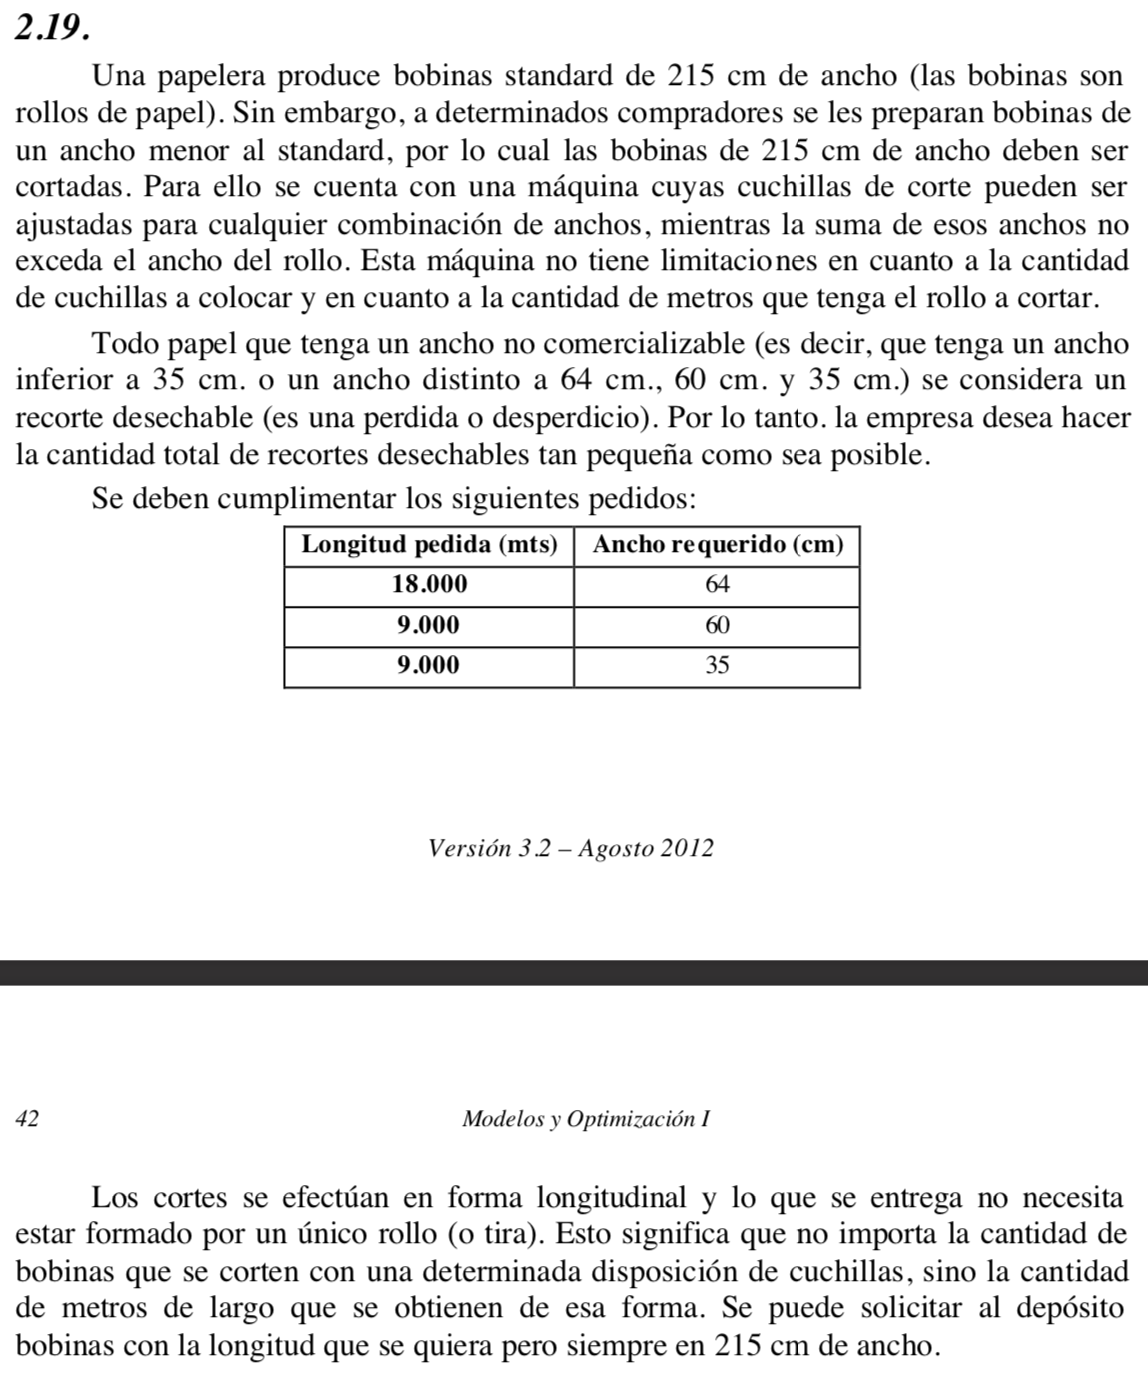 2.19.
Una papelera produce bobinas standard de 215 cm de ancho (las bobinas son
rollos de papel). Sin embargo, a determinados compradores se les preparan bobinas de
un ancho menor al standard, por lo cual las bobinas de 215 cm de ancho deben ser
cortadas. Para ello se cuenta con una máquina cuyas cuchillas de corte pueden ser
ajustadas para cualquier combinación de anchos, mientras la suma de esos anchos no
exceda el ancho del rollo. Esta máquina no tiene limitaciones en cuanto a la cantidad
de cuchillas a colocar y en cuanto a la cantidad de metros que tenga el rollo a cortar.
Todo papel que tenga un ancho no comercializable (es decir, que tenga un ancho
inferior a 35 cm. o un ancho distinto a 64 cm., 60 cm. y 35 cm.) se considera un
recorte desechable (es una perdida o desperdicio). Por lo tanto. la empresa desea hacer
la cantidad total de recortes desechables tan pequeña como sea posible.
Se deben cumplimentar los siguientes pedidos:
Longitud pedida (mts) Ancho requerido (cm)
18.000 64
9.000 60
9.000 35
Versión 3.2 – Agosto 2012
42 Modelos y Optimización I
Los cortes se efectúan en forma longitudinal y lo que se entrega no necesita
estar formado por un único rollo (o tira). Esto significa que no importa la cantidad de
bobinas que se corten con una determinada disposición de cuchillas, sino la cantidad
de metros de largo que se obtienen de esa forma. Se puede solicitar al depósito
bobinas con la longitud que se quiera pero siempre en 215 cm de ancho.